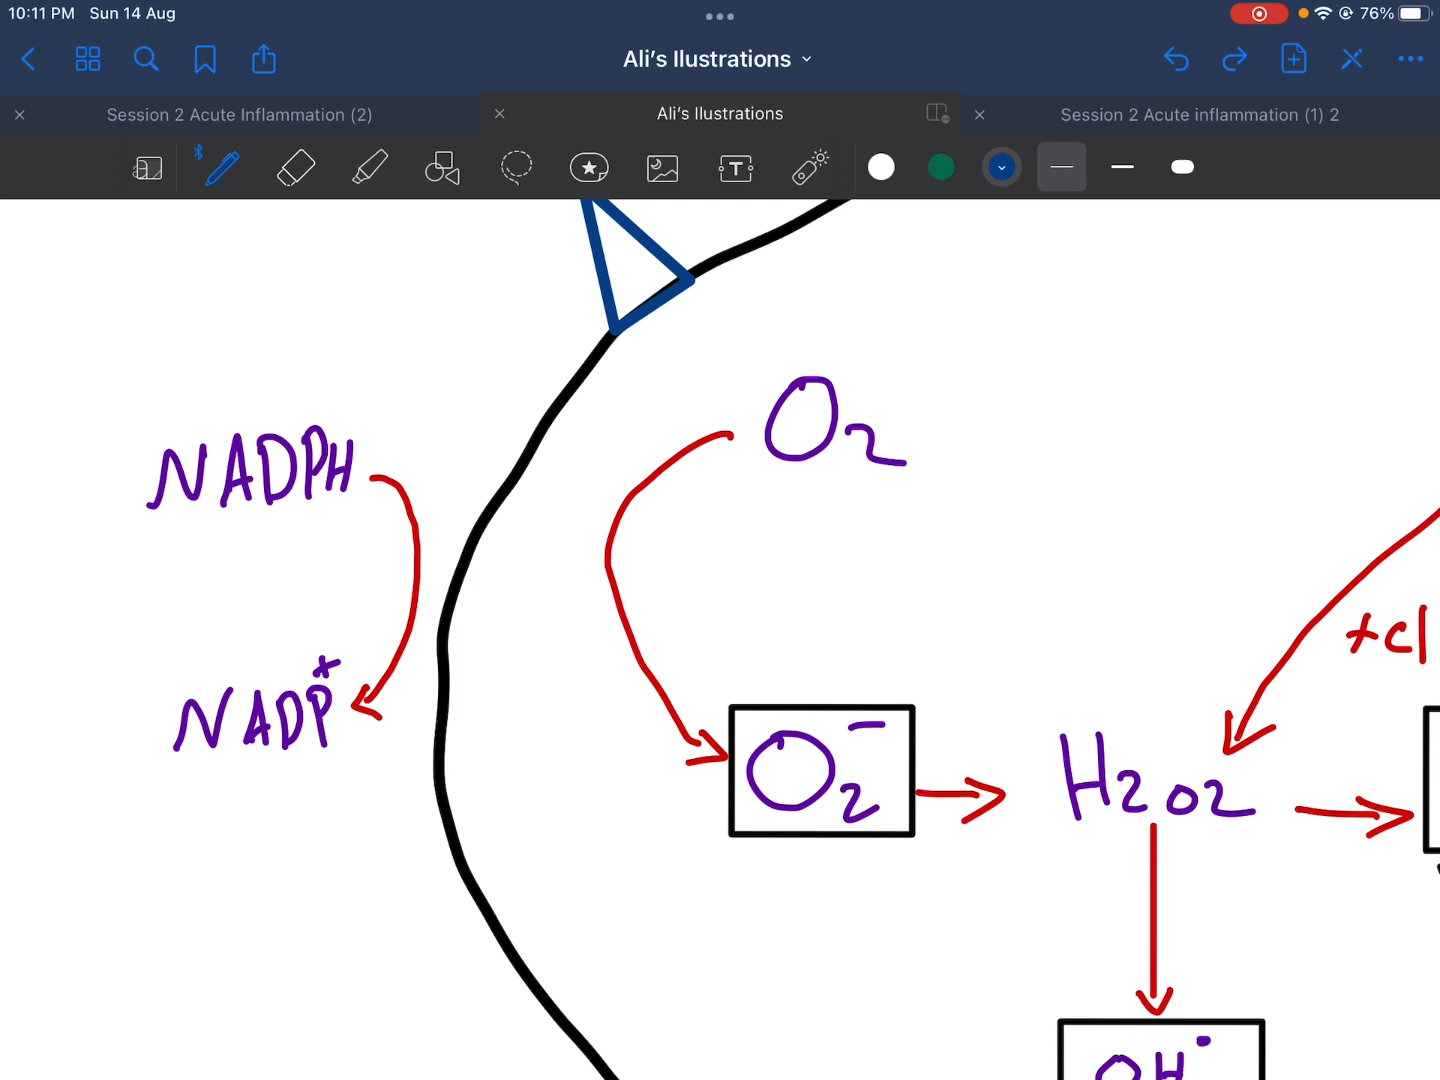 10:11 PM Sun 14 Aug
76%
Ali's Ilustrations
Session 2 Acute Inflammation (2)
Ali's Ilustrations
Session 2 Acute inflammation (1) 2
O2
NADPH
+cl
NADP+
O2-
H2O2
OH•